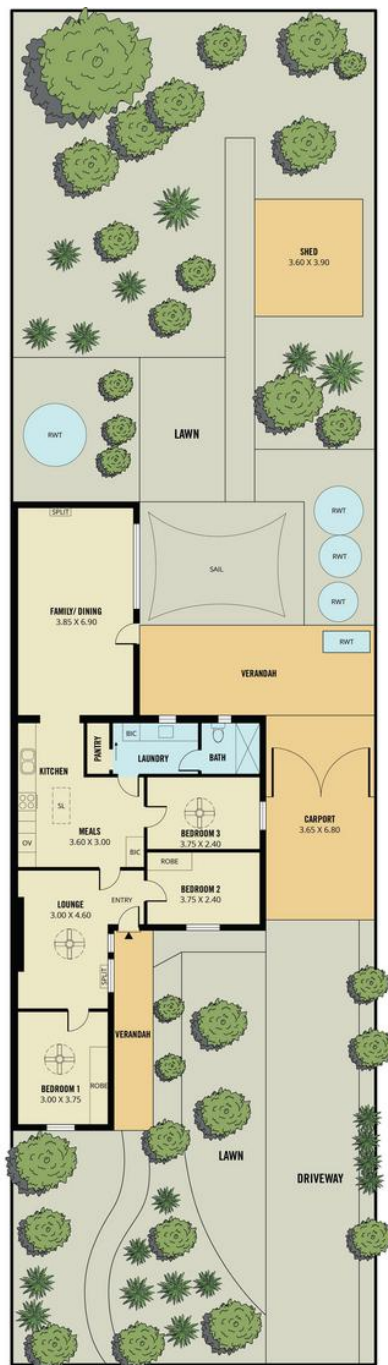 SHED
3.60 X 3.90
RWT
LAWN
RWT
SPLIT
RWT
SAIL
RWT
FAMILY/ DINING
3.85 X 6.90
RWT
VERANDAH
BIC
PANTRY
LAUNDRY
BATH
KITCHEN
SL
MEALS
3.60 X 3.00
OV
BIC
BEDROOM 3
3.75 X 2.40
CARPORT
3.65 X 6.80
ROBE
BEDROOM 2
3.75 X 2.40
LOUNGE
3.00 X 4.60
ENTRY
SPLIT
VERANDAH
BEDROOM 1
3.00 X 3.75
ROBE
LAWN
DRIVEWAY